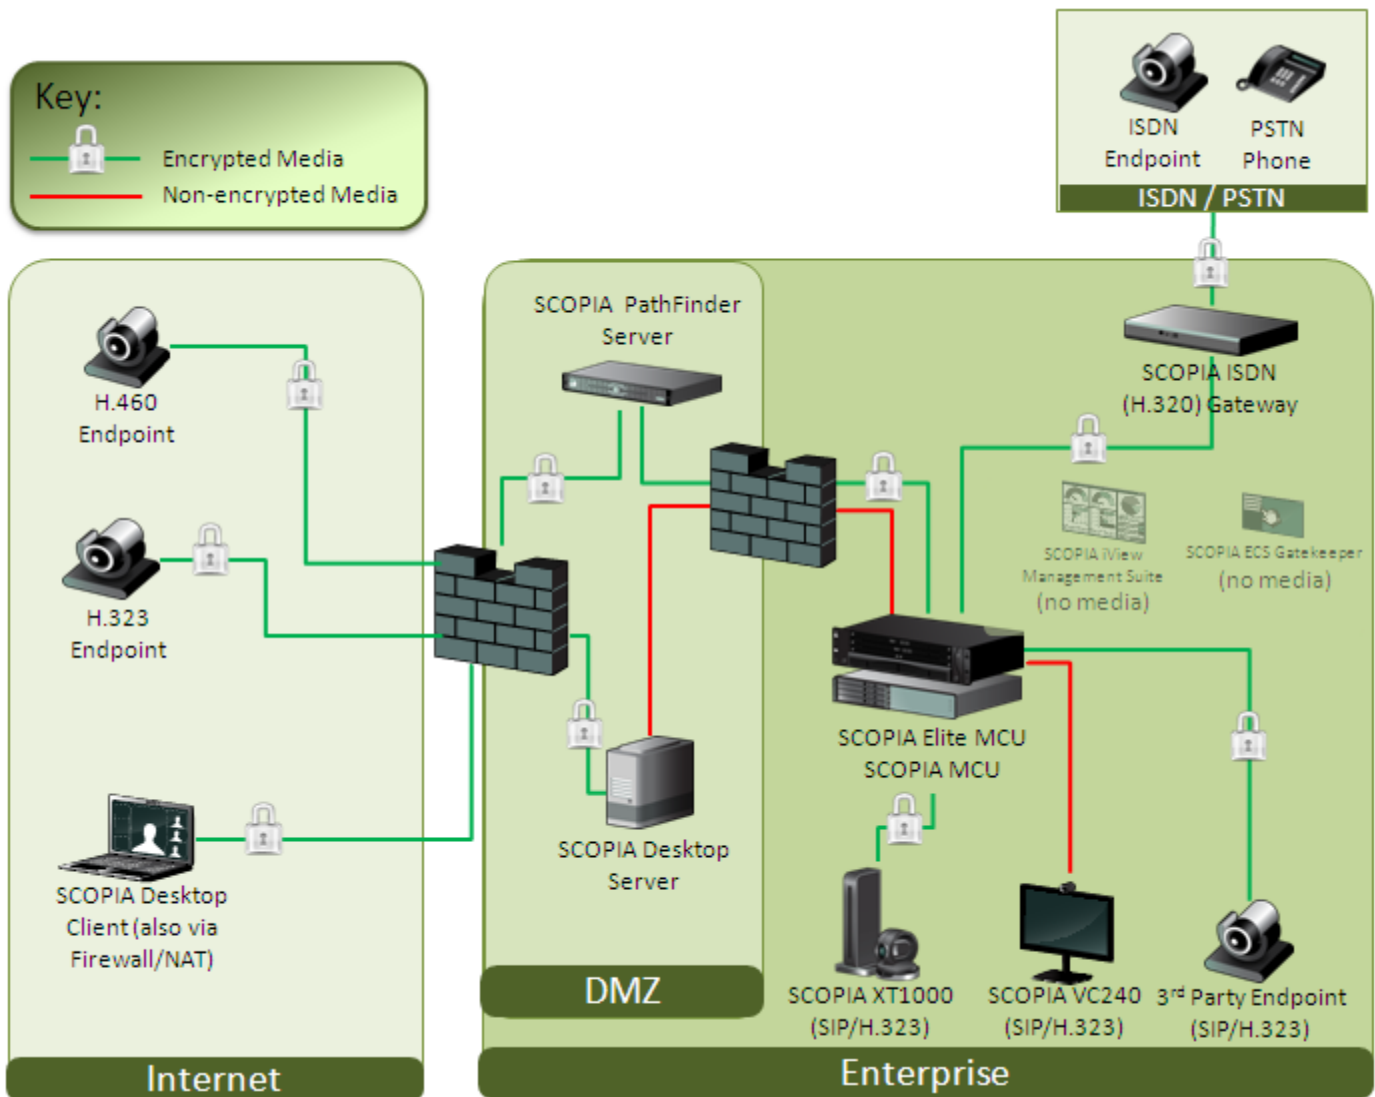 Key:
Encrypted Media
Non-encrypted Media
ISDN
Endpoint
PSTN
Phone
ISDN / PSTN
H.460
Endpoint
H.323
Endpoint
SCOPIA Desktop
Client (also via
Firewall/NAT)
Internet
SCOPIA PathFinder
Server
SCOPIA Desktop
Server
DMZ
SCOPIA ISDN
(H.320) Gateway
SCOPIA iView
Management Suite
(no media)
SCOPIA ECS Gatekeeper
(no media)
SCOPIA Elite MCU
SCOPIA MCU
SCOPIA XT1000
(SIP/H.323)
SCOPIA VC240
(SIP/H.323)
3rd Party Endpoint
(SIP/H.323)
Enterprise